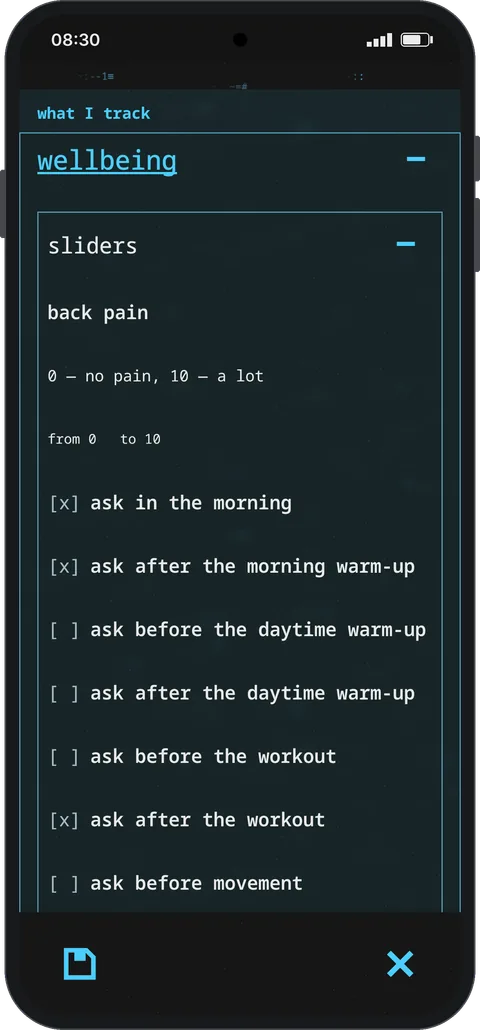 08:30
what I track
wellbeing
sliders
back pain
0 — no pain, 10 — a lot
from 0 to 10
[x] ask in the morning
[x] ask after the morning warm-up
[ ] ask before the daytime warm-up
[ ] ask after the daytime warm-up
[ ] ask before the workout
[x] ask after the workout
[ ] ask before movement